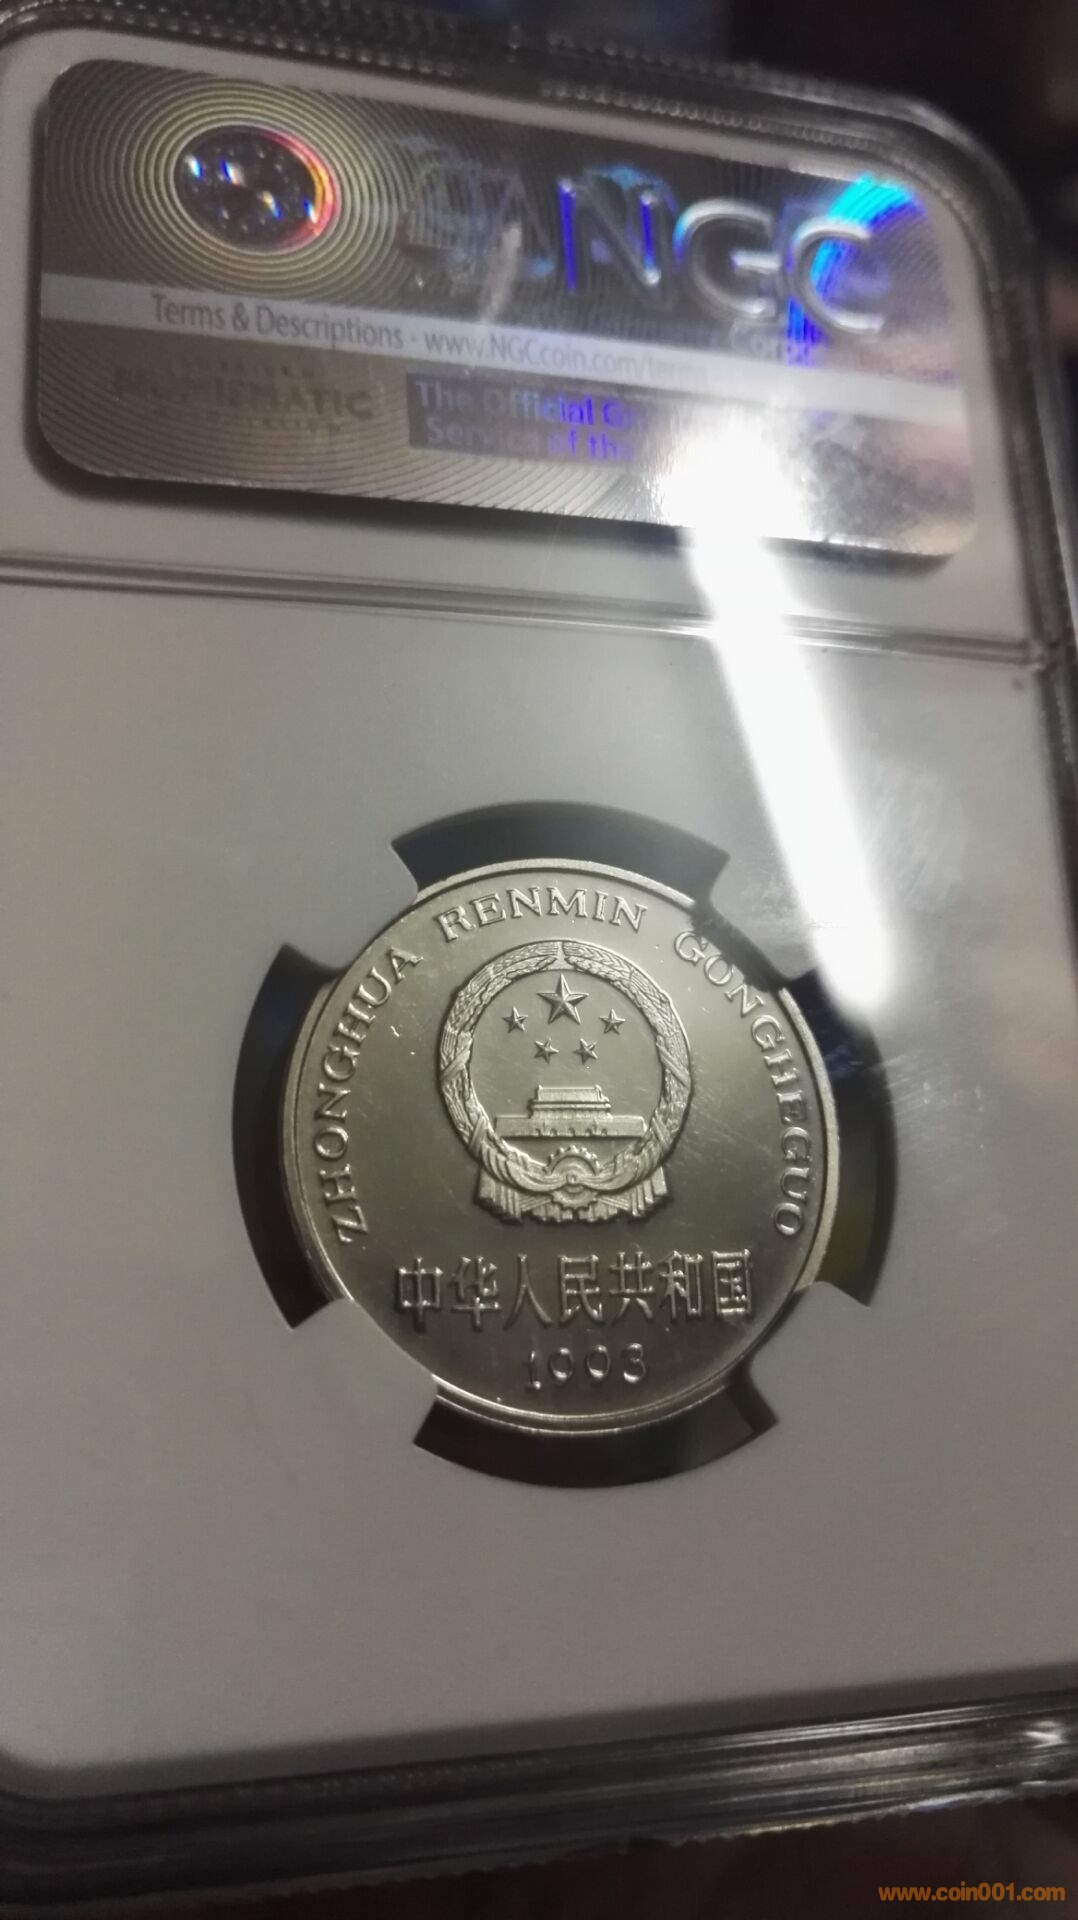 NGC
Terms & Descriptions - www.NGCcoin.com/terms
NUMISMATIC
The Official G
Service of the
ZHONGHUA RENMIN GONGHEGUO
中华人民共和国
1993
www.coin001.com